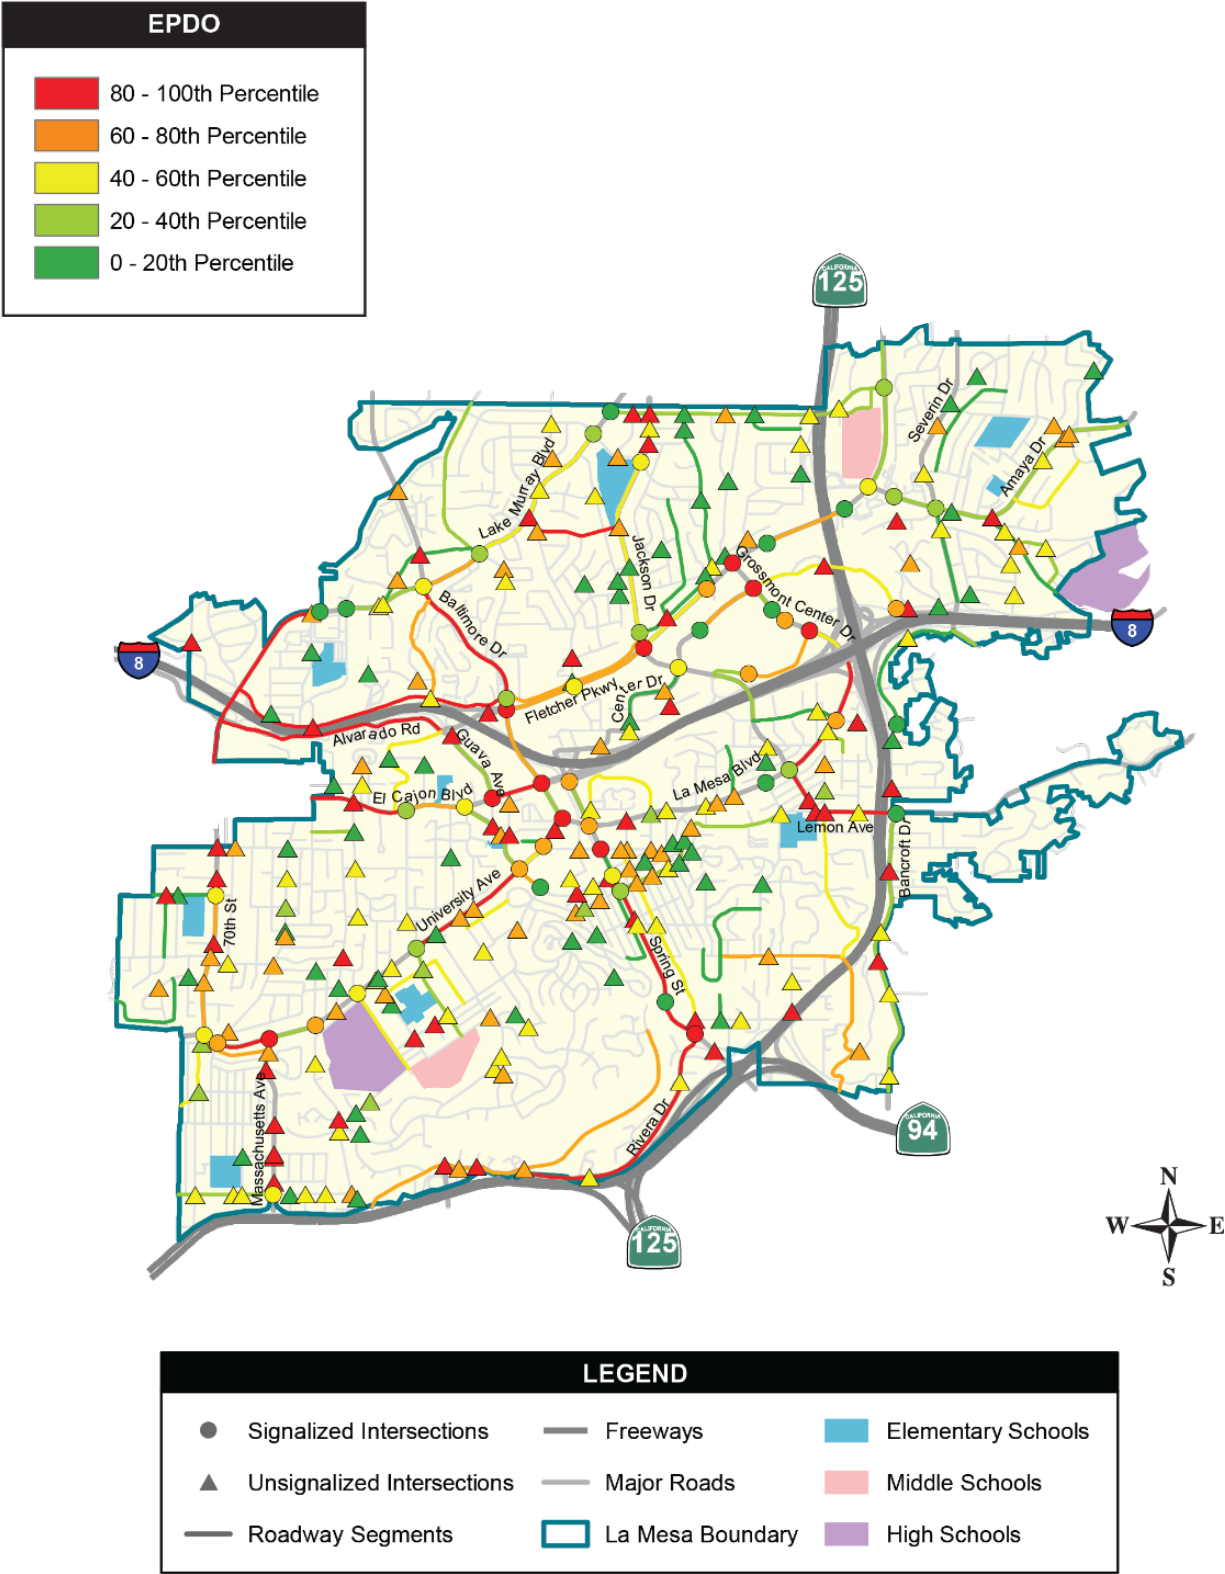 EPDO
80 - 100th Percentile
60 - 80th Percentile
40 - 60th Percentile
20 - 40th Percentile
0 - 20th Percentile
CALIFORNIA
125
Severin Dr
Amaya Dr
Lake Murray Blvd
Jackson Dr
Grossmont Center Dr
Baltimore Dr
8
8
Fletcher Pkwy
Center Dr
Alvarado Rd
Guava Ave
La Mesa Blvd
El Cajon Blvd
Lemon Ave
Bancroft Dr
University Ave
70th St
Spring St
Massachusetts Ave
Rivera Dr
CALIFORNIA
94
CALIFORNIA
125
N
W
E
S
LEGEND
Signalized Intersections
Freeways
Elementary Schools
Unsignalized Intersections
Major Roads
Middle Schools
Roadway Segments
La Mesa Boundary
High Schools